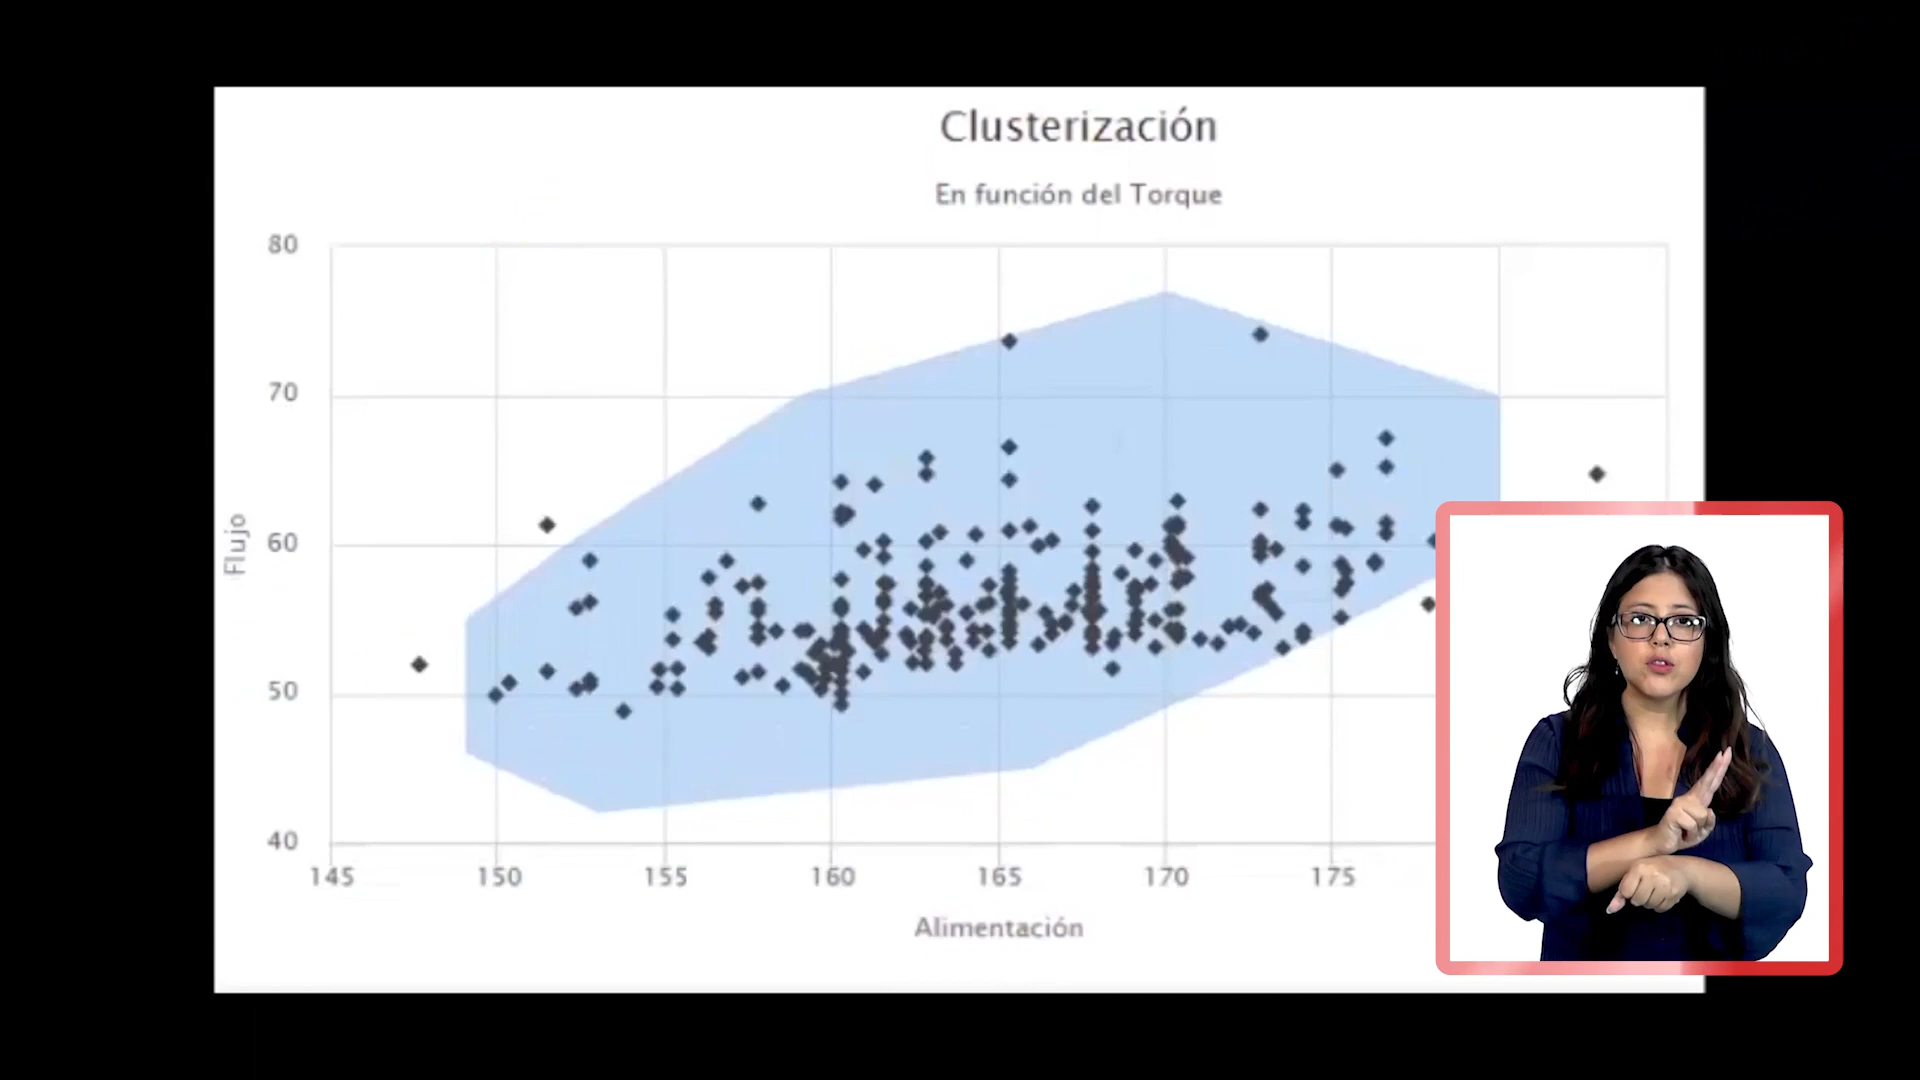 Clusterización
En función del Torque
80
70
60
50
40
Flujo
145 150 155 160 165 170 175
Alimentación